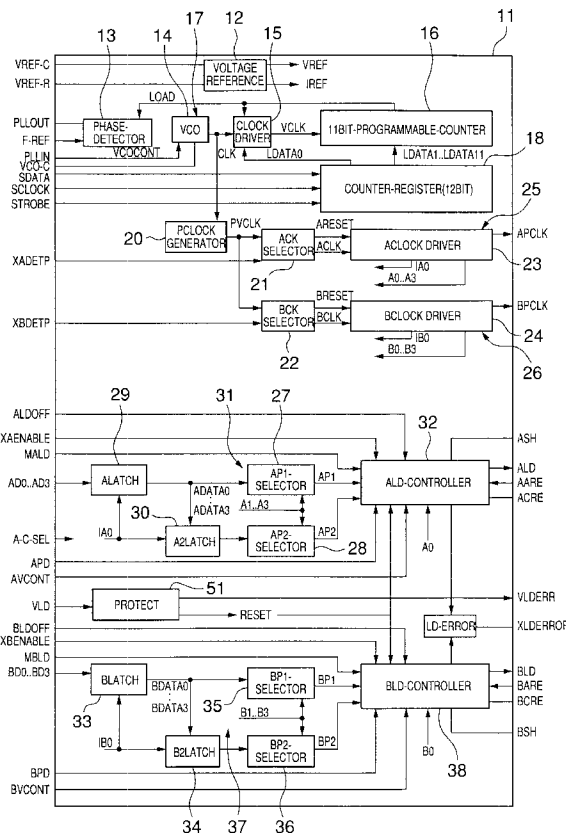 17 12 11
13 14 15 16
VREF-C VOLTAGE REFERENCE VREF
VREF-R IREF
LOAD
PLLOUT PHASE-DETECTOR VCO CLOCK DRIVER VCLK 11BIT-PROGRAMMABLE-COUNTER
F-REF
PLLIN VCOCONT CLK LDATA0 LDATA1..LDATA11 18
VCO-C
SDATA COUNTER-REGISTER(12BIT)
SCLOCK
STROBE
25
20 PCLOCK GENERATOR PVCLK ACK SELECTOR ARESET ACLK ACLOCK DRIVER APCLK
XADETP 21 IA0 23
A0..A3
XBDETP BCK SELECTOR BRESET BCLK BCLOCK DRIVER BPCLK
22 IB0 24
B0..B3 26
29 31 27 32
ALDOFF
XAENABLE ASH
MALD
AD0..AD3 ALATCH AP1-SELECTOR AP1 ALD-CONTROLLER ALD
ADATA0 AARE
: ACRE
ADATA3 A1..A3
30 AP2
A-C-SEL IA0 A2LATCH AP2-SELECTOR 28 A0
APD
AVCONT
51
VLD PROTECT VLDERR
RESET
BLDOFF LD-ERROR XLDERROR
XBENABLE
MBLD
BD0..BD3 BLATCH BDATA0 BP1-SELECTOR BP1 BLD-CONTROLLER BLD
33 : 35 BARE
BDATA3 B1..B3 BCRE
IB0 B2LATCH BP2-SELECTOR BP2 B0 38 BSH
BPD
BVCONT
34 37 36